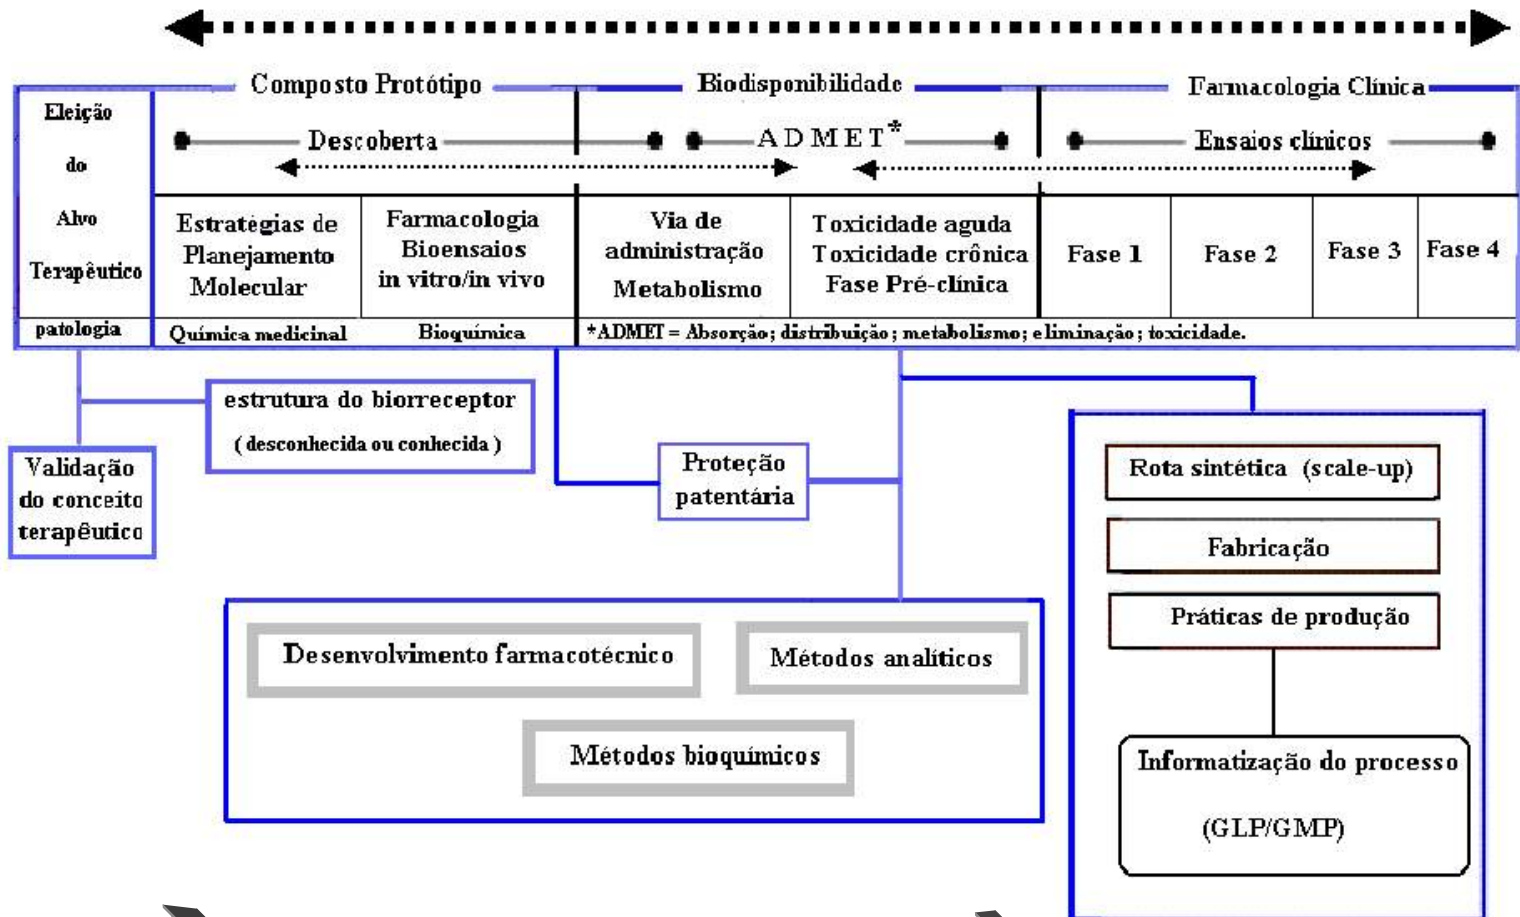 Composto Protótipo
Biodisponibilidade
Farmacologia Clínica
Eleição
do
Alvo
Terapêutico
patologia
Descoberta
ADMET*
Ensaios clínicos
Estratégias de
Planejamento
Molecular
Farmacologia
Bioensaios
in vitro/in vivo
Via de
administração
Metabolismo
Toxicidade aguda
Toxicidade crônica
Fase Pré-clínica
Fase 1
Fase 2
Fase 3
Fase 4
Química medicinal
Bioquímica
*ADMET = Absorção; distribuição; metabolismo; eliminação; toxicidade.
estrutura do biorreceptor
( desconhecida ou conhecida )
Validação
do conceito
terapêutico
Proteção
patentária
Rota sintética (scale-up)
Fabricação
Práticas de produção
Desenvolvimento farmacotécnico
Métodos analíticos
Métodos bioquímicos
Informatização do processo
(GLP/GMP)